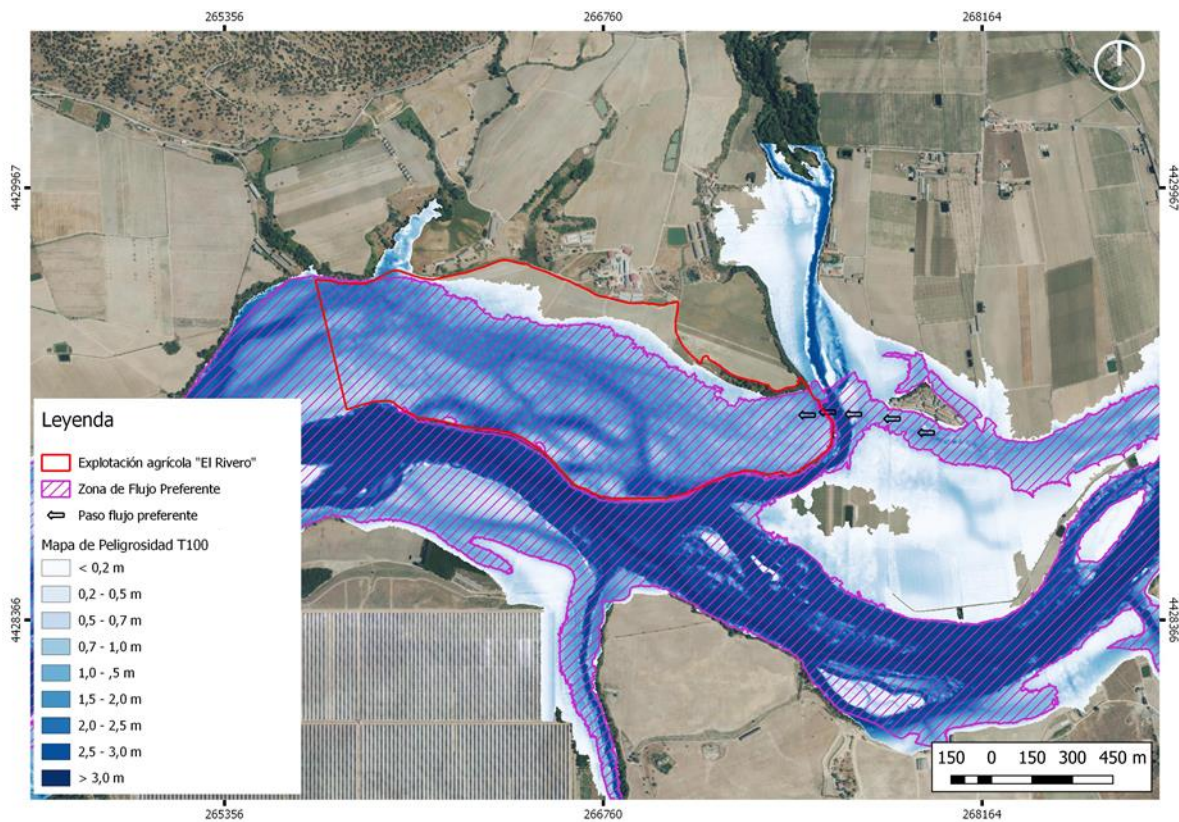 265356 266760 268164
4429967 4429967
Leyenda
Explotación agrícola "El Rivero"
Zona de Flujo Preferente
Paso flujo preferente
Mapa de Peligrosidad T100
< 0,2 m
0,2 - 0,5 m
0,5 - 0,7 m
0,7 - 1,0 m
1,0 - ,5 m
1,5 - 2,0 m
2,0 - 2,5 m
2,5 - 3,0 m
> 3,0 m
4428366 4428366
150 0 150 300 450 m
265356 266760 268164